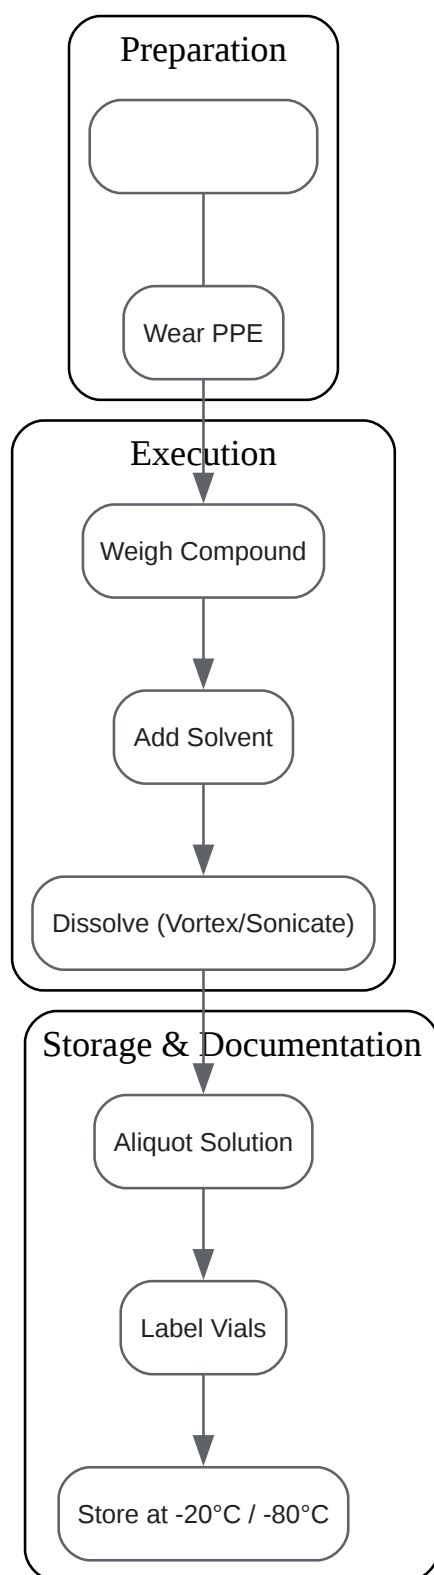 Preparation
Wear PPE
Execution
Weigh Compound
Add Solvent
Dissolve (Vortex/Sonicate)
Storage & Documentation
Aliquot Solution
Label Vials
Store at -20°C / -80°C